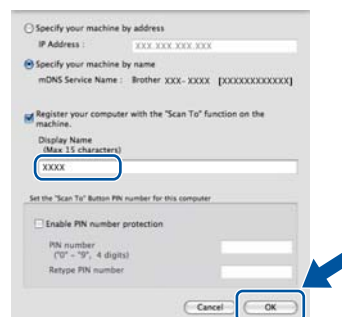 Specify your machine by address
IP Address : XXX.XXX.XXX.XXX
Specify your machine by name
mDNS Service Name : Brother XXX-XXXX [XXXXXXXXXXXX]
Register your computer with the "Scan To" function on the
machine.
Display Name
(Max 15 characters)
XXXX
Set the "Scan To" Button PIN number for this computer
Enable PIN number protection
PIN number
("0" – "9", 4 digits)
Retype PIN number
Cancel OK